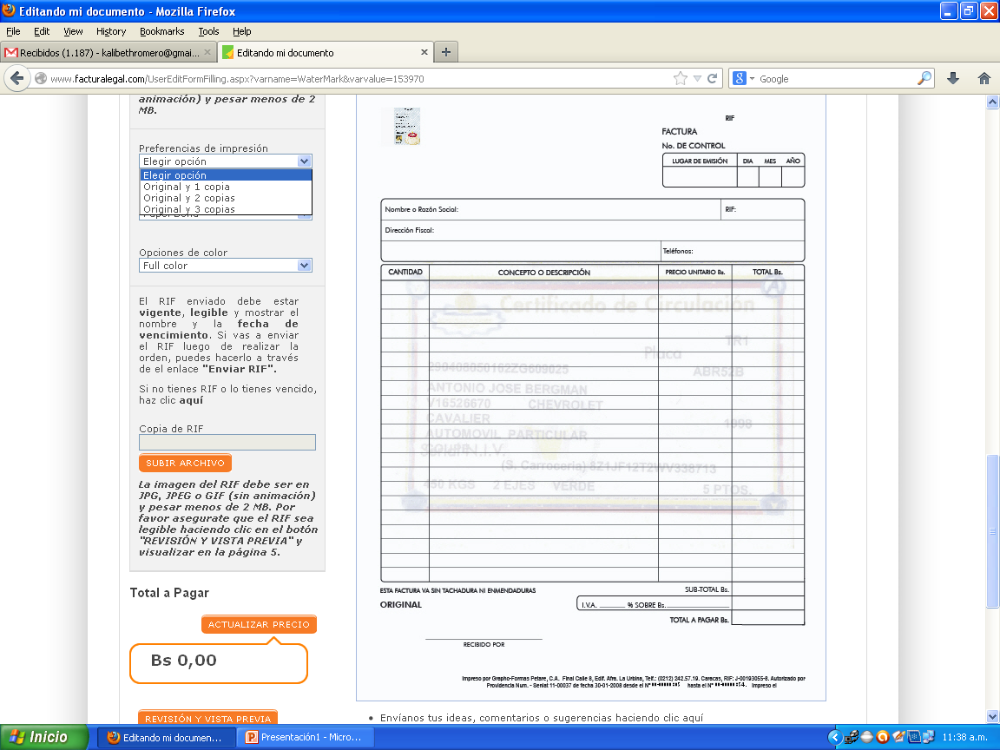 Editando mi documento - Mozilla Firefox
File Edit View History Bookmarks Tools Help
Recibidos (1.187) - kalibethromero@gmai...
Editando mi documento
www.facturalegal.com/UserEditFormFilling.aspx?varname=WaterMark&varvalue=153970
Google
animación) y pesar menos de 2
MB.
Preferencias de impresión
Elegir opción
Elegir opción
Original y 1 copia
Original y 2 copias
Original y 3 copias
Opciones de color
Full color
El RIF enviado debe estar
vigente, legible y mostrar el
nombre y la fecha de
vencimiento. Si vas a enviar
el RIF luego de realizar la
orden, puedes hacerlo a través
de el enlace "Enviar RIF".
Si no tienes RIF o lo tienes vencido,
haz clic aquí
Copia de RIF
SUBIR ARCHIVO
La imagen del RIF debe ser en
JPG, JPEG o GIF (sin animación)
y pesar menos de 2 MB. Por
favor asegurate que el RIF sea
legible haciendo clic en el botón
"REVISIÓN Y VISTA PREVIA" y
visualizar en la página 5.
Total a Pagar
ACTUALIZAR PRECIO
Bs 0,00
REVISIÓN Y VISTA PREVIA
RIF
FACTURA
No. DE CONTROL
LUGAR DE EMISIÓN DIA MES AÑO
Nombre o Razón Social: RIF:
Dirección Fiscal:
Teléfonos:
CANTIDAD CONCEPTO O DESCRIPCIÓN PRECIO UNITARIO Bs. TOTAL Bs.
Certificado de Circulación
TR1
Placa
ABR52B
ANTONIO JOSE BERGMAN
V16526670 CHEVROLET
CAVALIER
1998
AUTOMOVIL PARTICULAR
(S. Carroceria) 8Z1JF12T2WV338713
450 KGS 2 EJES VERDE 5 PTOS.
ESTA FACTURA VA SIN TACHADURA NI ENMENDADURAS
SUB-TOTAL Bs.
ORIGINAL
I.V.A. ________ % SOBRE Bs.
TOTAL A PAGAR Bs.
RECIBIDO POR
Impreso por Grapho-Formas Petare, C.A. Final Calle 8, Edif. Afra. La Urbina, Telf.: (0212) 242.57.19. Caracas, RIF: J-00193055-8. Autorizado por
Providencia Num. - Seniat 11-00037 de fecha 30-01-2008 desde el N° hasta el N° Impreso el
• Envíanos tus ideas, comentarios o sugerencias haciendo clic aquí
Inicio
Editando mi documen...
Presentación1 - Micro...
11:38 a.m.